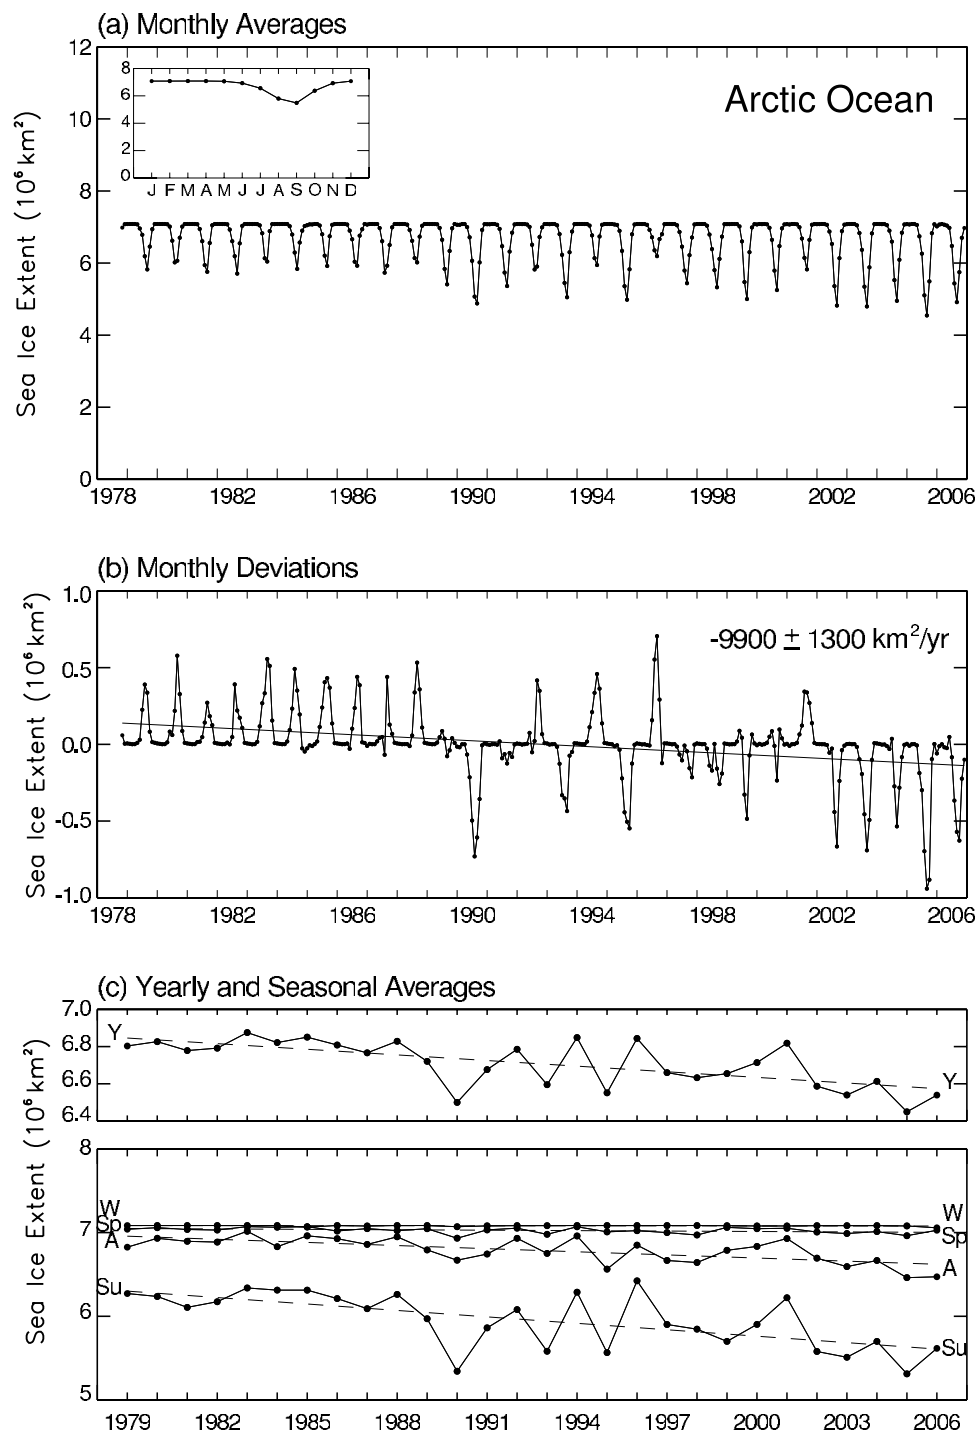 (a) Monthly Averages
12
10
8
6
4
2
0
Sea Ice Extent (10⁶ km²)
8
6
4
2
0
J F M A M J J A S O N D
Arctic Ocean
1978 1982 1986 1990 1994 1998 2002 2006
(b) Monthly Deviations
1.0
0.5
0.0
-0.5
-1.0
Sea Ice Extent (10⁶ km²)
-9900 ± 1300 km²/yr
1978 1982 1986 1990 1994 1998 2002 2006
(c) Yearly and Seasonal Averages
7.0
6.8
6.6
6.4
Y
Y
Sea Ice Extent (10⁶ km²)
8
7
6
5
W
Sp
A
Su
W
Sp
A
Su
1979 1982 1985 1988 1991 1994 1997 2000 2003 2006